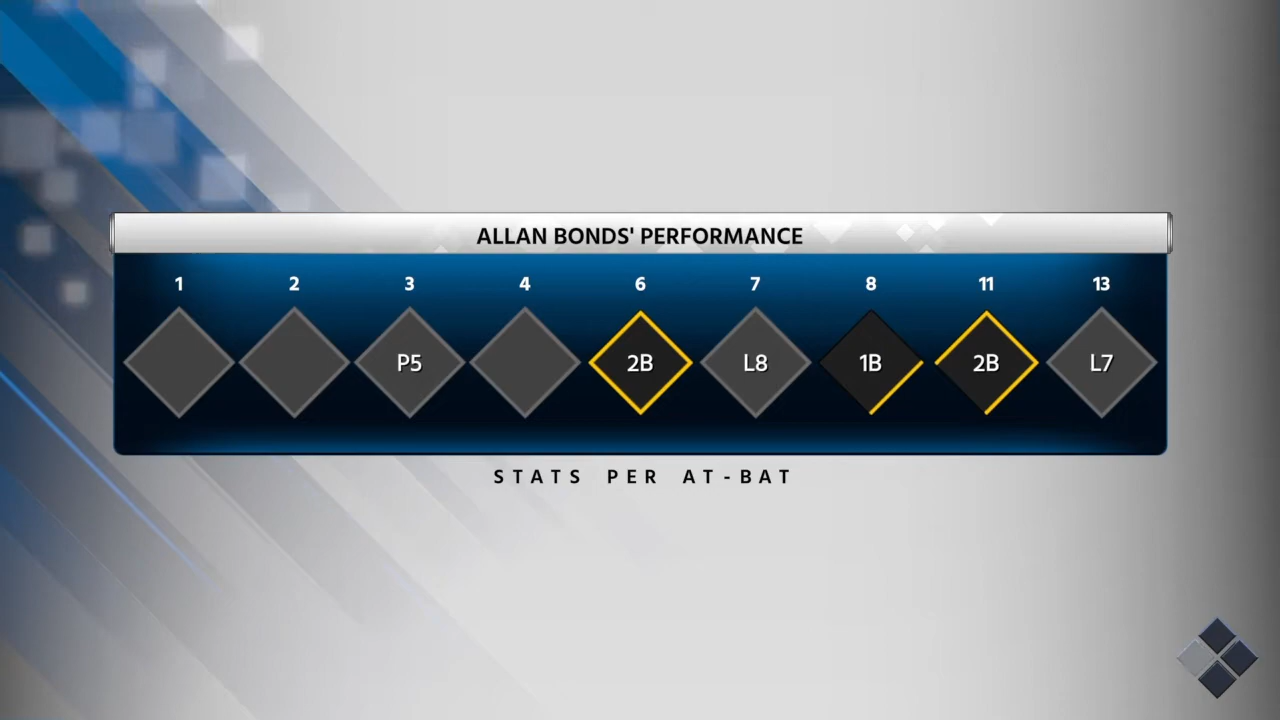 ALLAN BONDS' PERFORMANCE
1 2 3 4 6 7 8 11 13
P5 2B L8 1B 2B L7
STATS PER AT-BAT